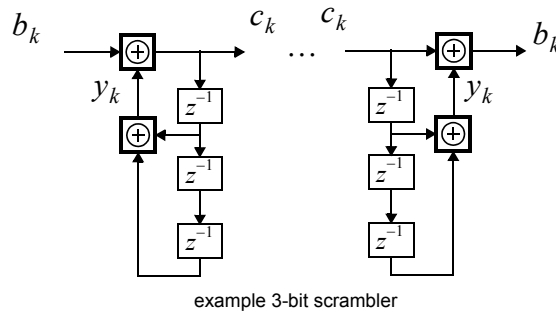 b_k c_k … c_k b_k
y_k y_k
z^{-1} z^{-1}
z^{-1} z^{-1}
z^{-1} z^{-1}
example 3-bit scrambler